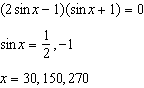 (2 sin x − 1)(sin x + 1) = 0
sin x = 1/2, −1
x = 30, 150, 270